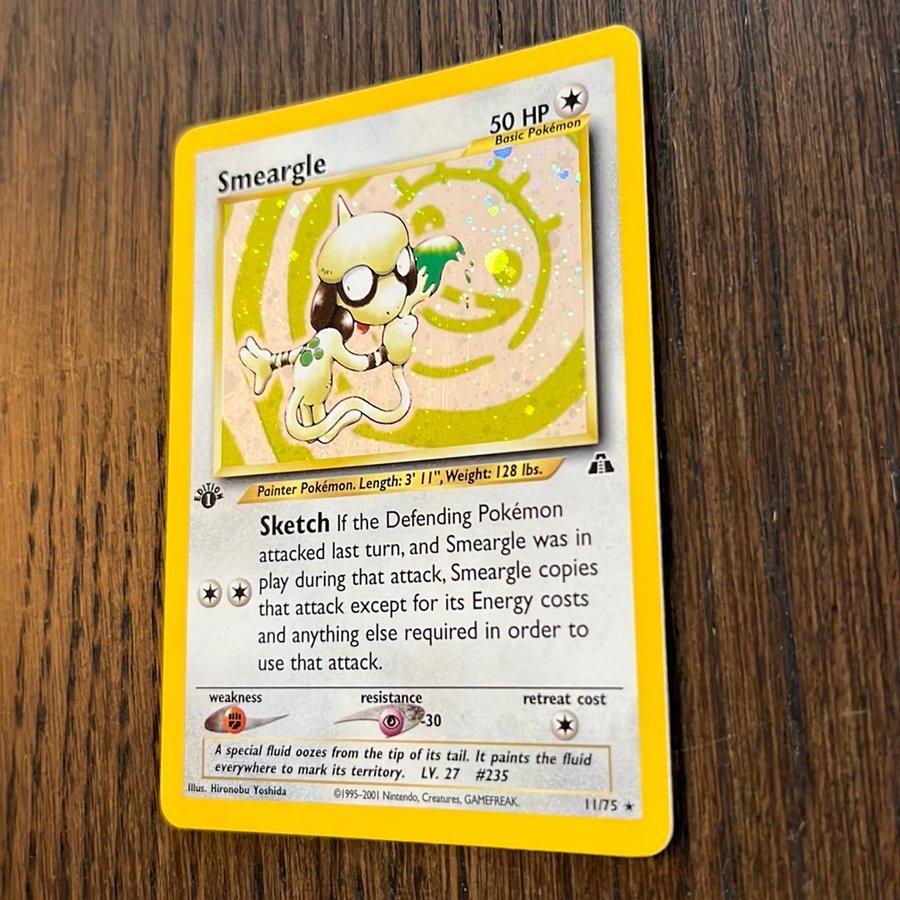 50 HP
Basic Pokémon
Smeargle
EDITION
1
Painter Pokémon. Length: 3' 11", Weight: 128 lbs.
Sketch If the Defending Pokémon
attacked last turn, and Smeargle was in
play during that attack, Smeargle copies
that attack except for its Energy costs
and anything else required in order to
use that attack.
weakness resistance retreat cost
-30
A special fluid oozes from the tip of its tail. It paints the fluid
everywhere to mark its territory. LV. 27 #235
Illus. Hironobu Yoshida ©1995-2001 Nintendo, Creatures, GAMEFREAK. 11/75 ★